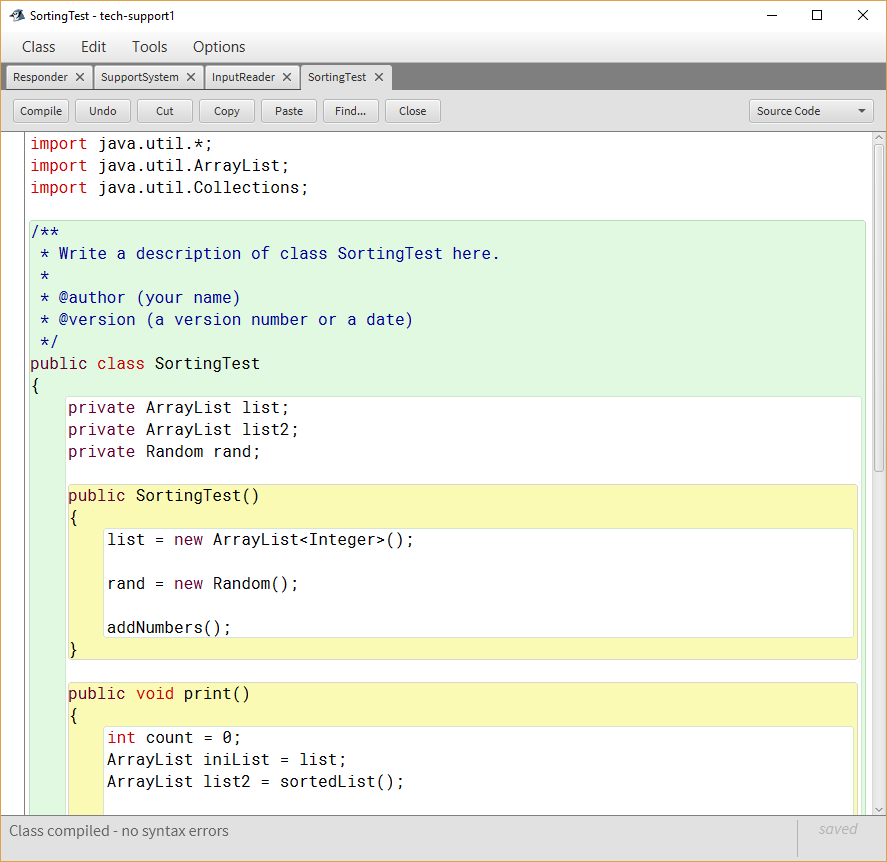 SortingTest - tech-support1
Class Edit Tools Options
Responder SupportSystem InputReader SortingTest
Compile Undo Cut Copy Paste Find... Close Source Code
import java.util.*;
import java.util.ArrayList;
import java.util.Collections;
/**
* Write a description of class SortingTest here.
*
* @author (your name)
* @version (a version number or a date)
*/
public class SortingTest
{
private ArrayList list;
private ArrayList list2;
private Random rand;
public SortingTest()
{
list = new ArrayList<Integer>();
rand = new Random();
addNumbers();
}
public void print()
{
int count = 0;
ArrayList iniList = list;
ArrayList list2 = sortedList();
Class compiled - no syntax errors
saved